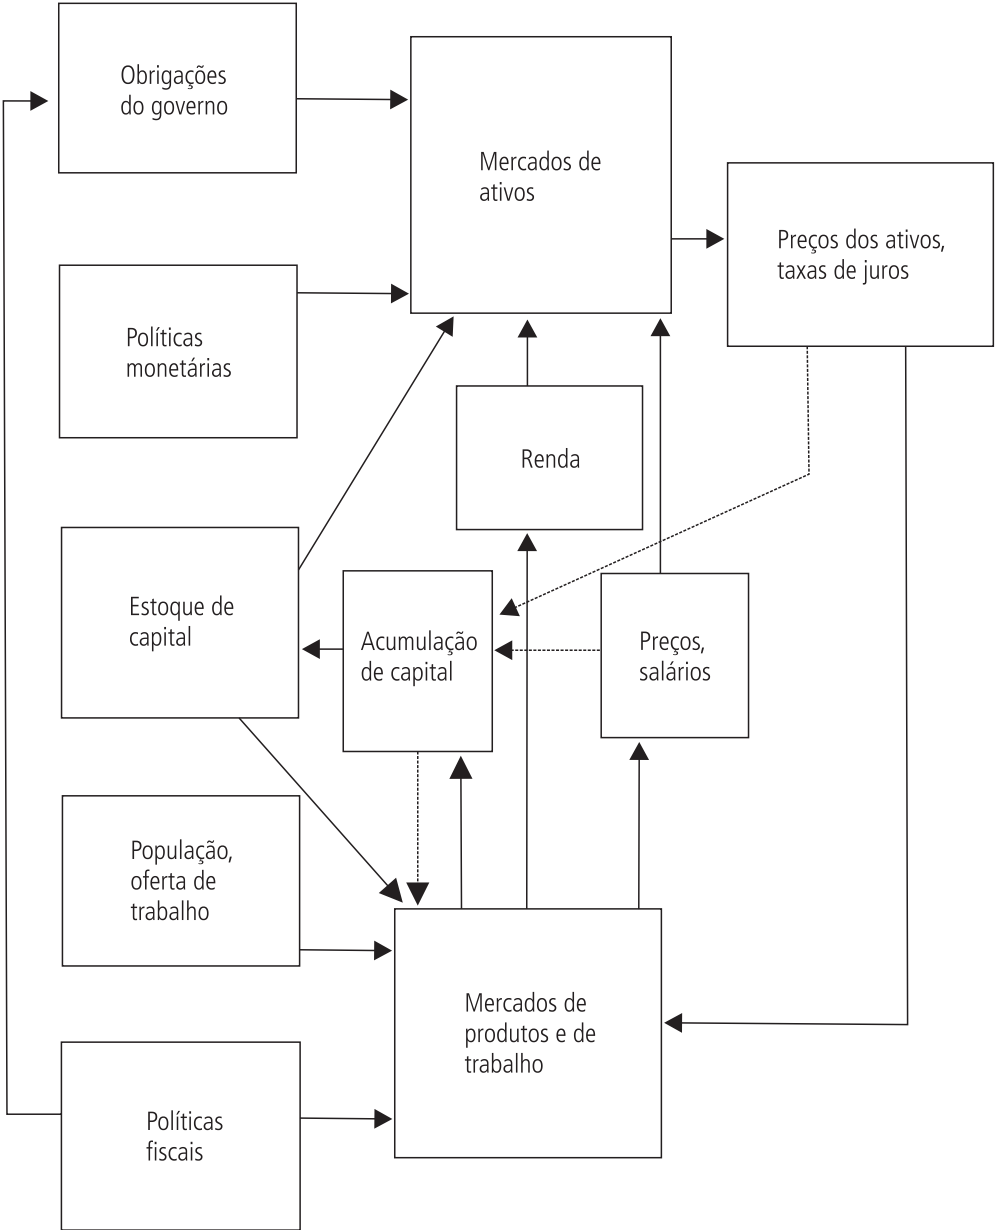 Obrigações
do governo
Mercados de
ativos
Preços dos ativos,
taxas de juros
Políticas
monetárias
Renda
Estoque de
capital
Acumulação
de capital
Preços,
salários
População,
oferta de
trabalho
Mercados de
produtos e de
trabalho
Políticas
fiscais